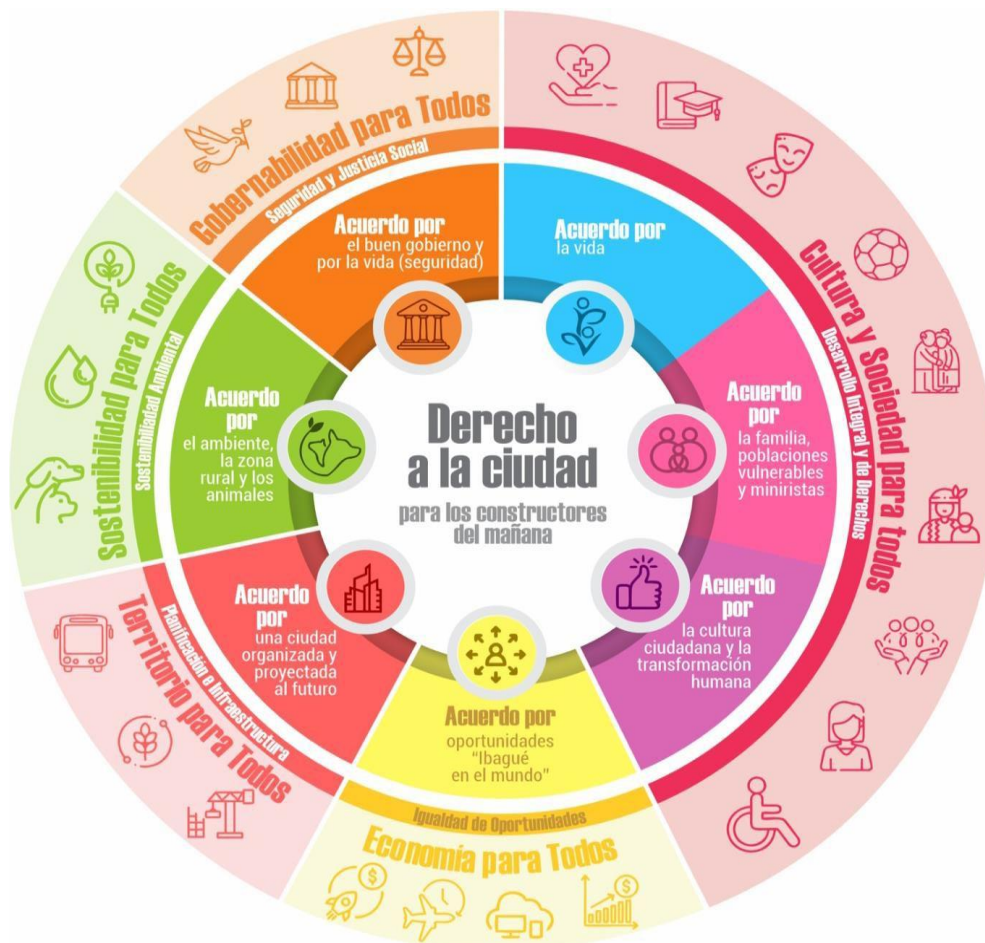 Derecho
a la ciudad
para los constructores
del mañana
Gobernabilidad para Todos
Seguridad y Justicia Social
Acuerdo por
el buen gobierno y
por la vida (seguridad)
Acuerdo por
la vida
Cultura y Sociedad para todos
Desarrollo Integral y de Derechos
Acuerdo
por
la familia,
poblaciones
vulnerables
y miniristas
Acuerdo
por
la cultura
ciudadana y la
transformación
humana
Acuerdo por
oportunidades
“Ibagué
en el mundo”
Igualdad de Oportunidades
Economía para Todos
Acuerdo
por
una ciudad
organizada y
proyectada
al futuro
Planificación e Infraestructura
Territorio para Todos
Acuerdo
por
el ambiente,
la zona
rural y los
animales
Sostenibiliadad Ambiental
Sostenibilidad para Todos
$
$